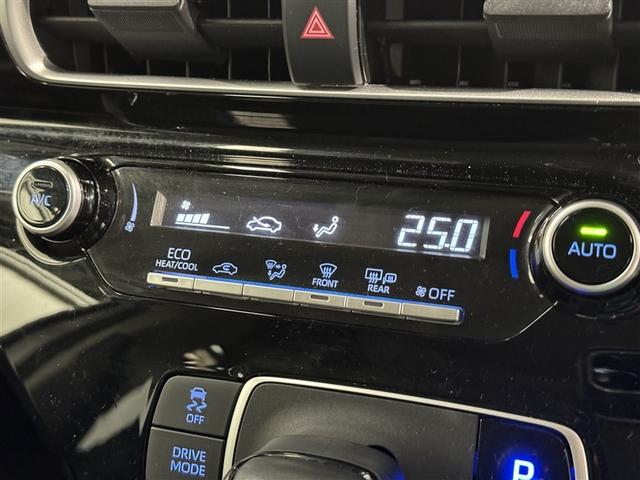 A/C
25.0
AUTO
ECO
HEAT/COOL
FRONT
REAR
OFF
OFF
DRIVE
MODE
P